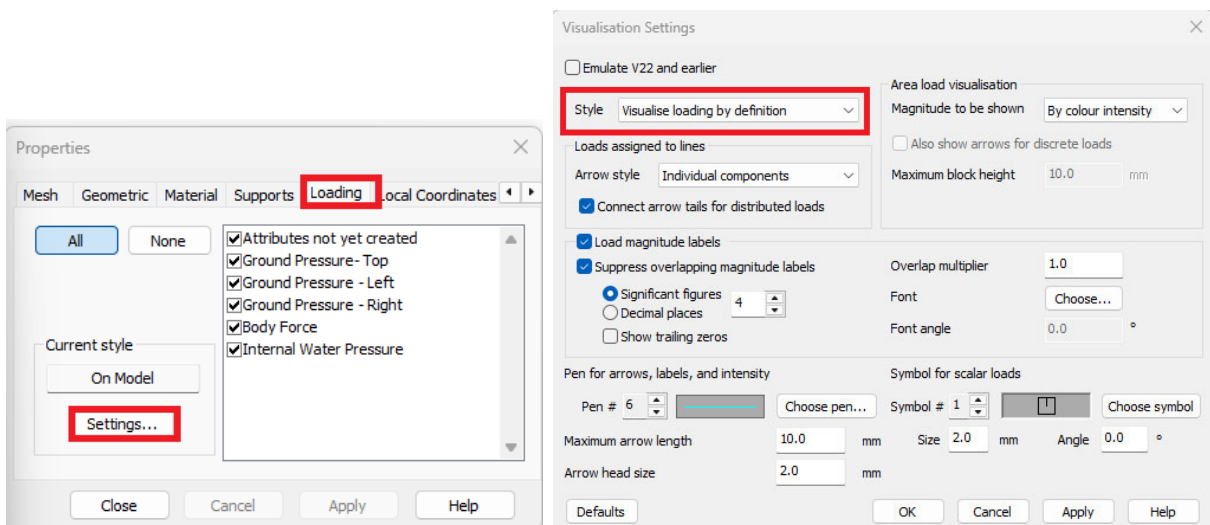 Properties
Mesh Geometric Material Supports Loading Local Coordinates
All None
Attributes not yet created
Ground Pressure- Top
Ground Pressure - Left
Ground Pressure - Right
Body Force
Internal Water Pressure
Current style
On Model
Settings...
Close Cancel Apply Help
Visualisation Settings
Emulate V22 and earlier
Style Visualise loading by definition
Loads assigned to lines
Arrow style Individual components
Connect arrow tails for distributed loads
Area load visualisation
Magnitude to be shown By colour intensity
Also show arrows for discrete loads
Maximum block height 10.0 mm
Load magnitude labels
Suppress overlapping magnitude labels
Significant figures
Decimal places
4
Show trailing zeros
Overlap multiplier 1.0
Font Choose...
Font angle 0.0 °
Pen for arrows, labels, and intensity
Pen # 6 Choose pen...
Maximum arrow length 10.0 mm
Arrow head size 2.0 mm
Symbol for scalar loads
Symbol # 1 Choose symbol
Size 2.0 mm Angle 0.0 °
Defaults OK Cancel Apply Help